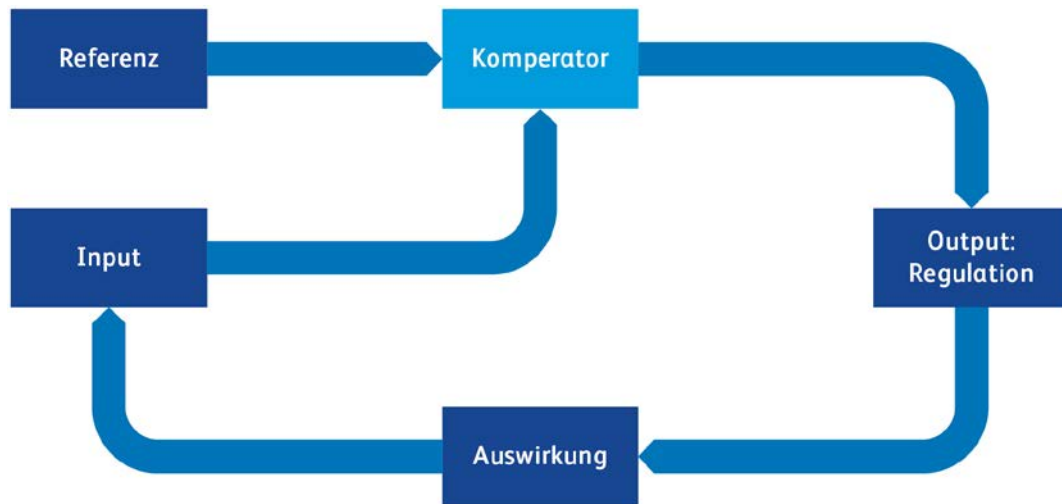 Referenz
Komperator
Input
Output:
Regulation
Auswirkung